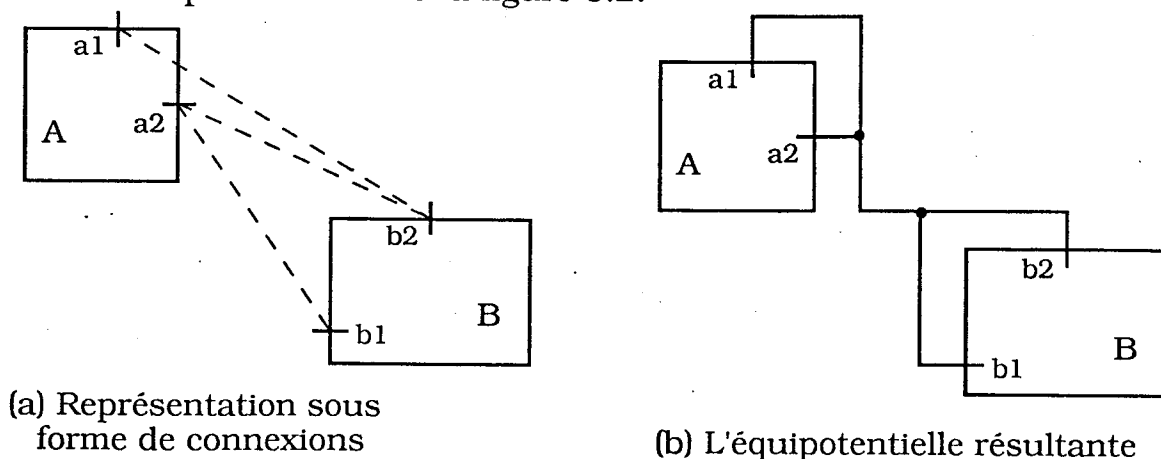 a1
a2
A
b2
B
b1
(a) Représentation sous
forme de connexions
a1
a2
A
b2
B
b1
(b) L'équipotentielle résultante